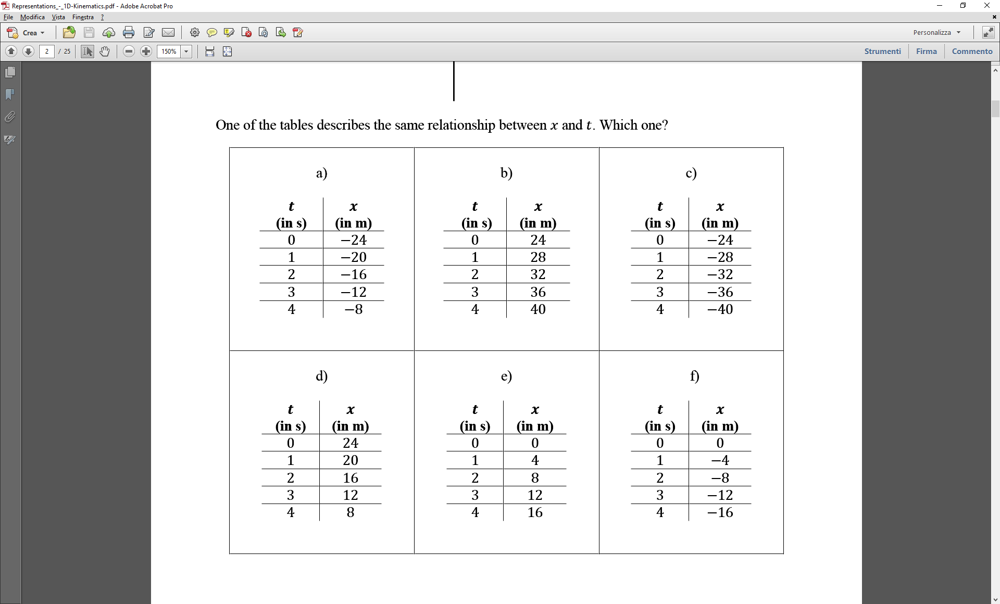 Representations_-_1D-Kinematics.pdf - Adobe Acrobat Pro
File Modifica Vista Finestra ?
Crea Personalizza
2 / 25 150% Strumenti Firma Commento
One of the tables describes the same relationship between x and t. Which one?
a) b) c)
t x t x t x
(in s) (in m) (in s) (in m) (in s) (in m)
0 −24 0 24 0 −24
1 −20 1 28 1 −28
2 −16 2 32 2 −32
3 −12 3 36 3 −36
4 −8 4 40 4 −40
d) e) f)
t x t x t x
(in s) (in m) (in s) (in m) (in s) (in m)
0 24 0 0 0 0
1 20 1 4 1 −4
2 16 2 8 2 −8
3 12 3 12 3 −12
4 8 4 16 4 −16